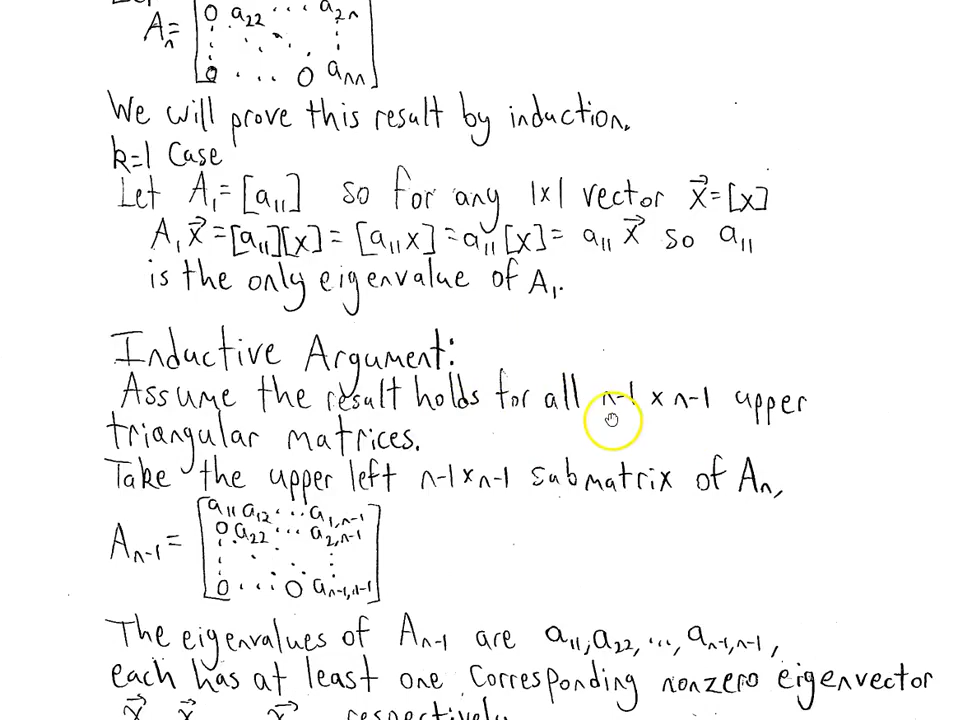 Aₙ = [0 a₂₂ ... a₂ₙ
0 ... 0 aₙₙ]
We will prove this result by induction.
k=1 Case
Let A₁ = [a₁₁] so for any 1x1 vector x⃗ = [x]
A₁x⃗ = [a₁₁][x] = [a₁₁x] = a₁₁[x] = a₁₁x⃗ so a₁₁
is the only eigenvalue of A₁.
Inductive Argument:
Assume the result holds for all n-1 x n-1 upper
triangular matrices.
Take the upper left n-1 x n-1 submatrix of Aₙ,
Aₙ₋₁ = [a₁₁ a₁₂ ... a₁,ₙ₋₁
0 a₂₂ ... a₂,ₙ₋₁
0 ... 0 aₙ₋₁,ₙ₋₁]
The eigenvalues of Aₙ₋₁ are a₁₁, a₂₂, ..., aₙ₋₁,ₙ₋₁,
each has at least one corresponding nonzero eigenvector
respectively